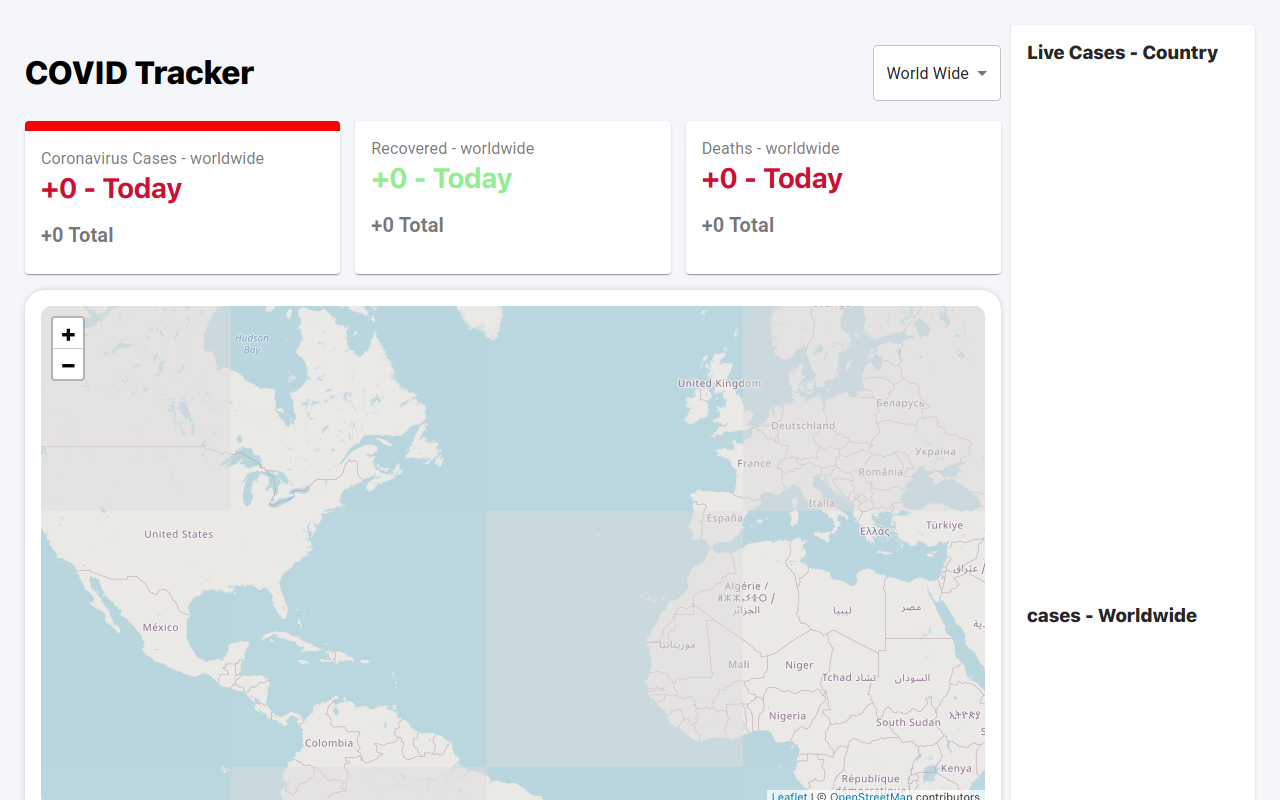 COVID Tracker
World Wide
Live Cases - Country
Coronavirus Cases - worldwide
+0 - Today
+0 Total
Recovered - worldwide
+0 - Today
+0 Total
Deaths - worldwide
+0 - Today
+0 Total
+
−
Hudson
Bay
United Kingdom
Беларусь
Deutschland
Україна
France
România
Italia
España
Ελλάς
Türkiye
United States
Algérie /
ⵍⵣⵣⴰⵢⴻⵔ /
الجزائر
ليبيا
مصر
عراق /
México
موريتانيا
Mali
Niger
Tchad تشاد
السودان
Nigeria
South Sudan
Colombia
Kenya
République
démocratique
cases - Worldwide
Leaflet | © OpenStreetMap contributors